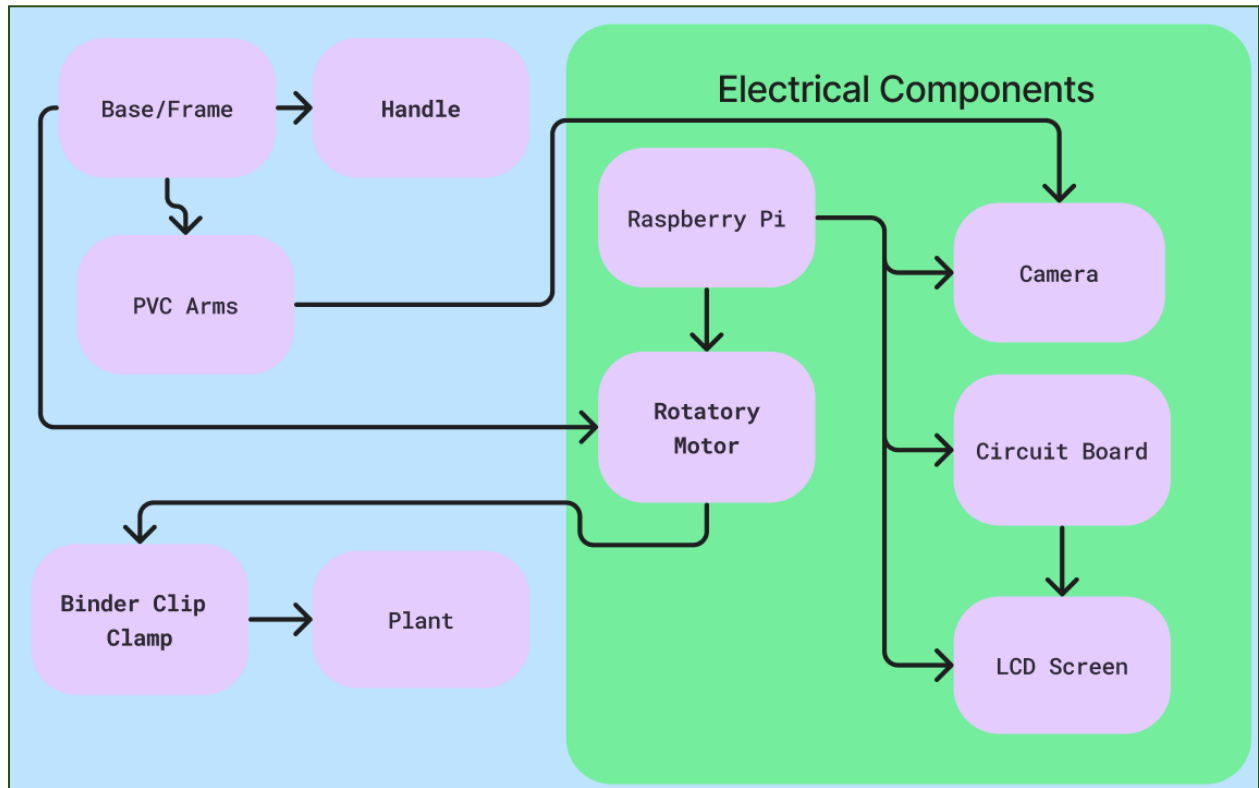 Electrical Components
Base/Frame
Handle
Raspberry Pi
Camera
PVC Arms
Rotatory
Motor
Circuit Board
Binder Clip
Clamp
Plant
LCD Screen